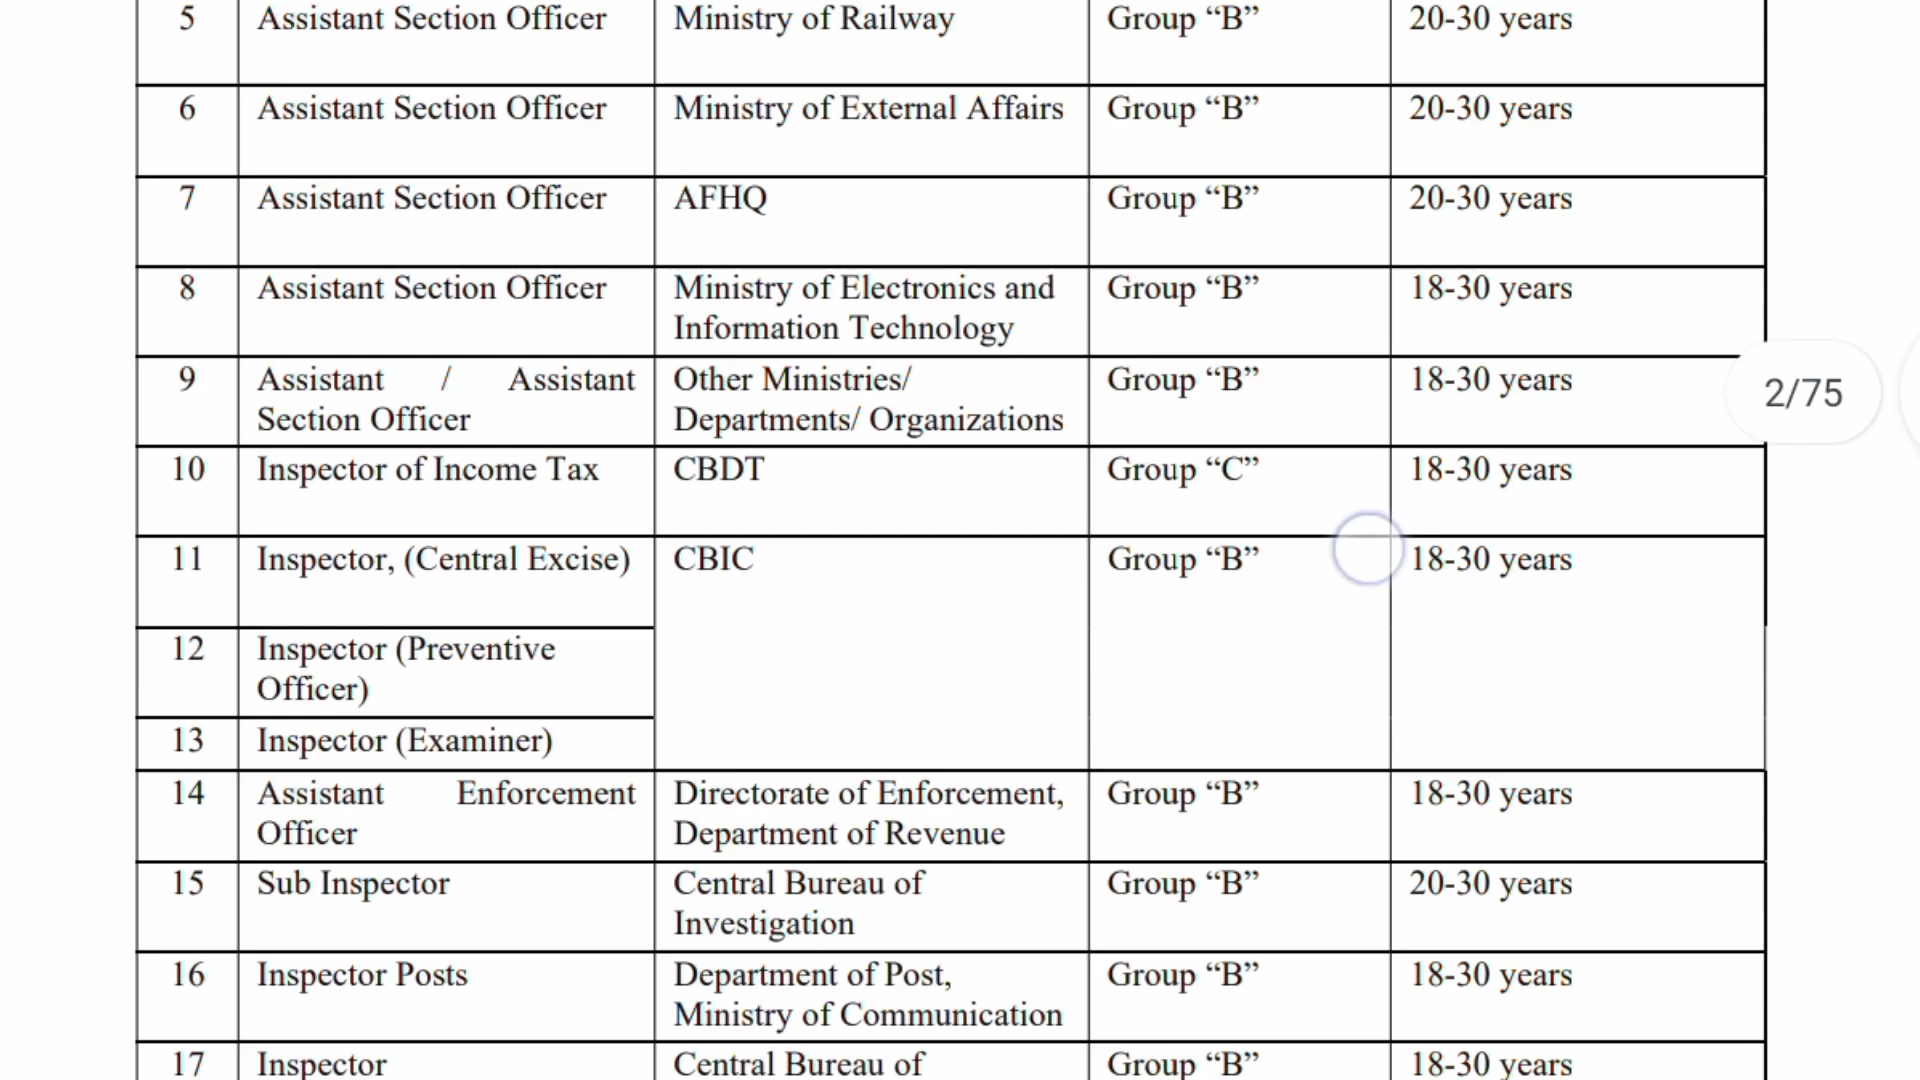 5 Assistant Section Officer Ministry of Railway Group “B” 20-30 years
6 Assistant Section Officer Ministry of External Affairs Group “B” 20-30 years
7 Assistant Section Officer AFHQ Group “B” 20-30 years
8 Assistant Section Officer Ministry of Electronics and Group “B” 18-30 years
Information Technology
9 Assistant / Assistant Other Ministries/ Group “B” 18-30 years
Section Officer Departments/ Organizations
2/75
10 Inspector of Income Tax CBDT Group “C” 18-30 years
11 Inspector, (Central Excise) CBIC Group “B” 18-30 years
12 Inspector (Preventive
Officer)
13 Inspector (Examiner)
14 Assistant Enforcement Directorate of Enforcement, Group “B” 18-30 years
Officer Department of Revenue
15 Sub Inspector Central Bureau of Group “B” 20-30 years
Investigation
16 Inspector Posts Department of Post, Group “B” 18-30 years
Ministry of Communication
17 Inspector Central Bureau of Group “B” 18-30 years